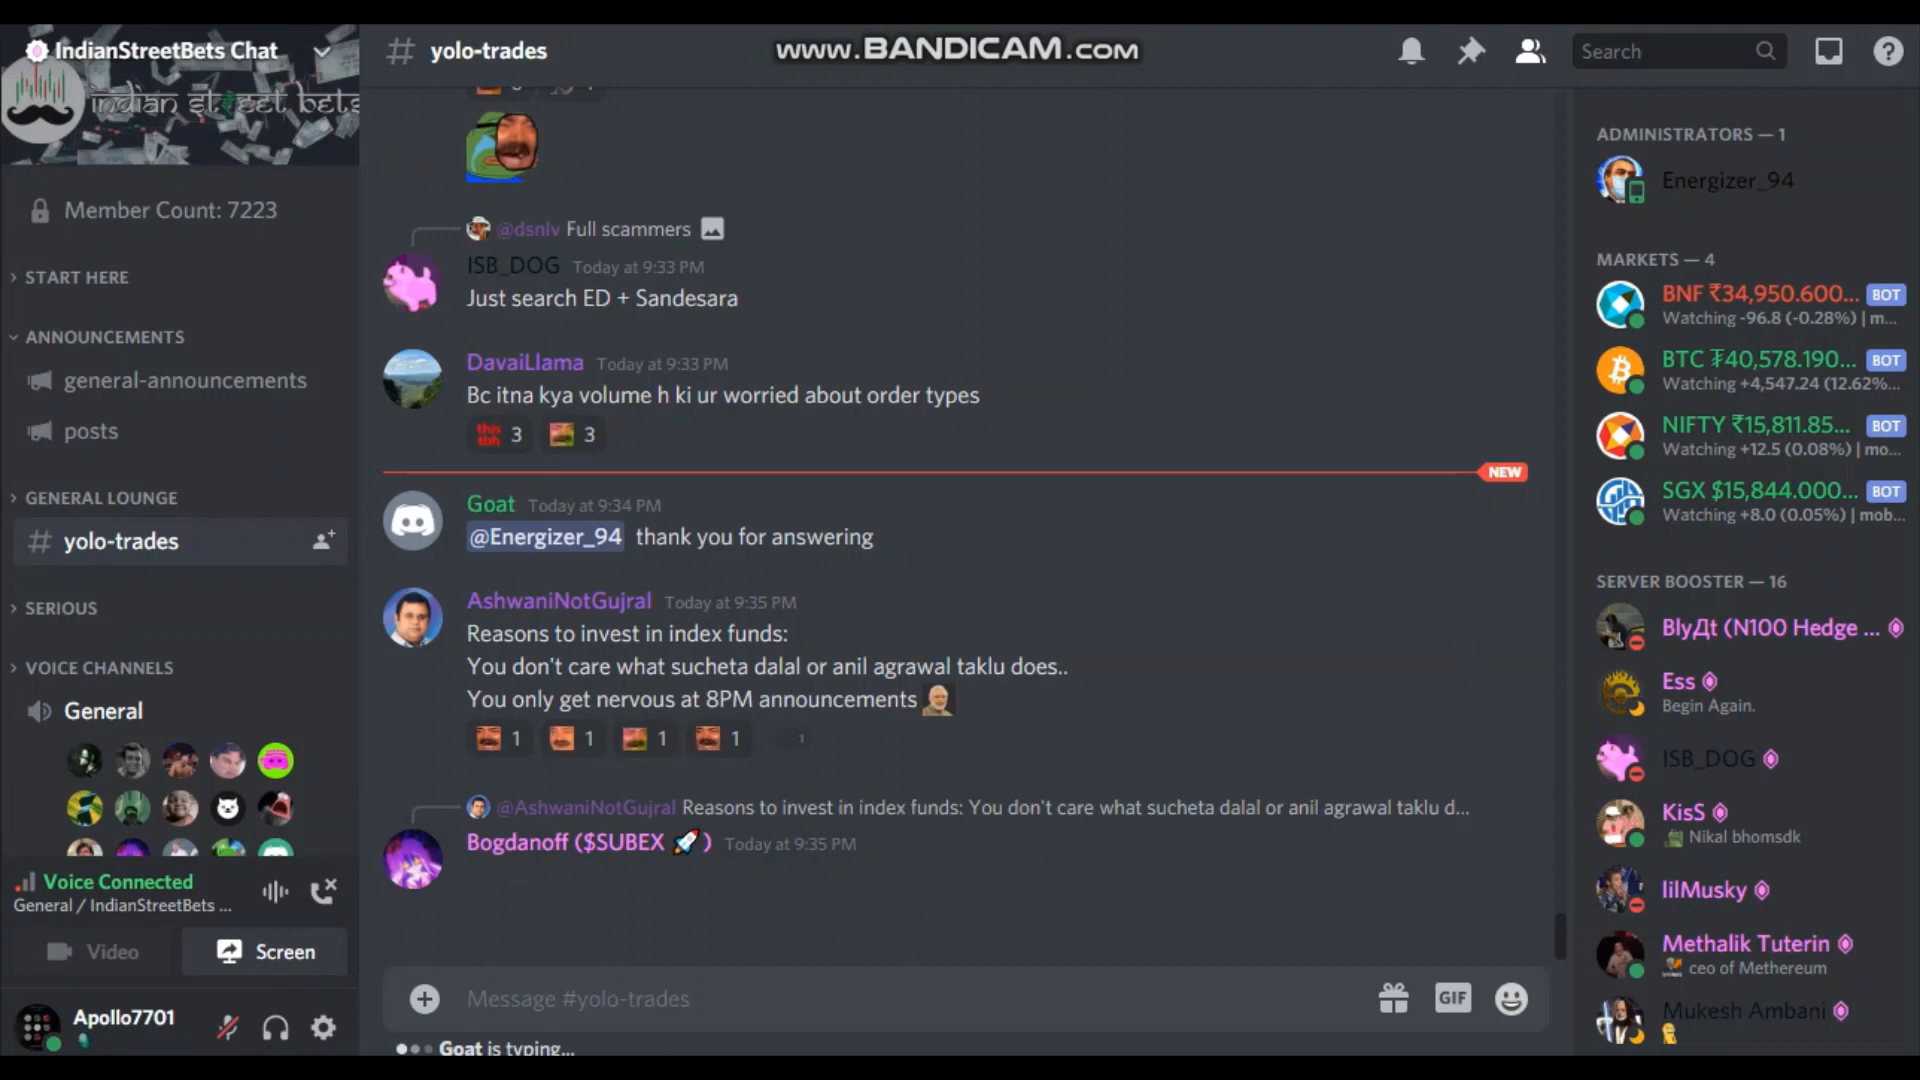 IndianStreetBets Chat
indian street bets
Member Count: 7223
START HERE
ANNOUNCEMENTS
general-announcements
posts
GENERAL LOUNGE
yolo-trades
SERIOUS
VOICE CHANNELS
General
Voice Connected
General / IndianStreetBets ...
Video
Screen
Apollo7701
# yolo-trades
www.BANDICAM.com
Search
@dsnlv Full scammers
ISB_DOG Today at 9:33 PM
Just search ED + Sandesara
DavaiLlama Today at 9:33 PM
Bc itna kya volume h ki ur worried about order types
this tbh 3 3
NEW
Goat Today at 9:34 PM
@Energizer_94 thank you for answering
AshwaniNotGujral Today at 9:35 PM
Reasons to invest in index funds:
You don't care what sucheta dalal or anil agrawal taklu does..
You only get nervous at 8PM announcements
1 1 1 1 1
@AshwaniNotGujral Reasons to invest in index funds: You don't care what sucheta dalal or anil agrawal taklu d...
Bogdanoff ($SUBEX 🚀) Today at 9:35 PM
Message #yolo-trades
GIF
Goat is typing...
ADMINISTRATORS — 1
Energizer_94
MARKETS — 4
BNF ₹34,950.600... BOT
Watching -96.8 (-0.28%) | m...
BTC ₮40,578.190... BOT
Watching +4,547.24 (12.62%...
NIFTY ₹15,811.85... BOT
Watching +12.5 (0.08%) | mo...
SGX $15,844.000... BOT
Watching +8.0 (0.05%) | mob...
SERVER BOOSTER — 16
BlyДt (N100 Hedge ...
Ess
Begin Again.
ISB_DOG
KisS
Nikal bhomsdk
lilMusky
Methalik Tuterin
ceo of Methereum
Mukesh Ambani